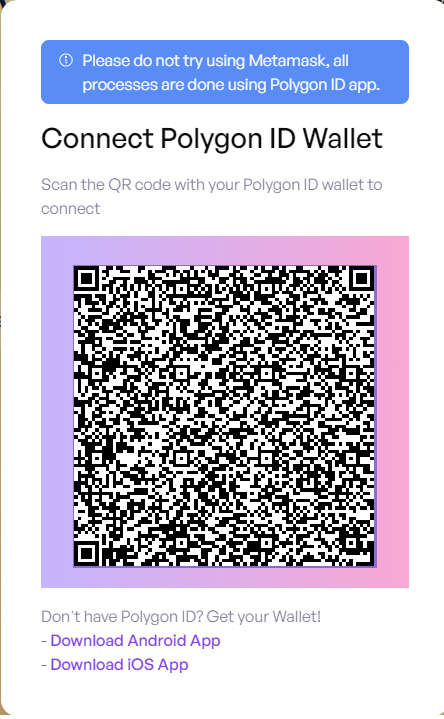 Please do not try using Metamask, all
processes are done using Polygon ID app.
Connect Polygon ID Wallet
Scan the QR code with your Polygon ID wallet to
connect
Don't have Polygon ID? Get your Wallet!
- Download Android App
- Download iOS App